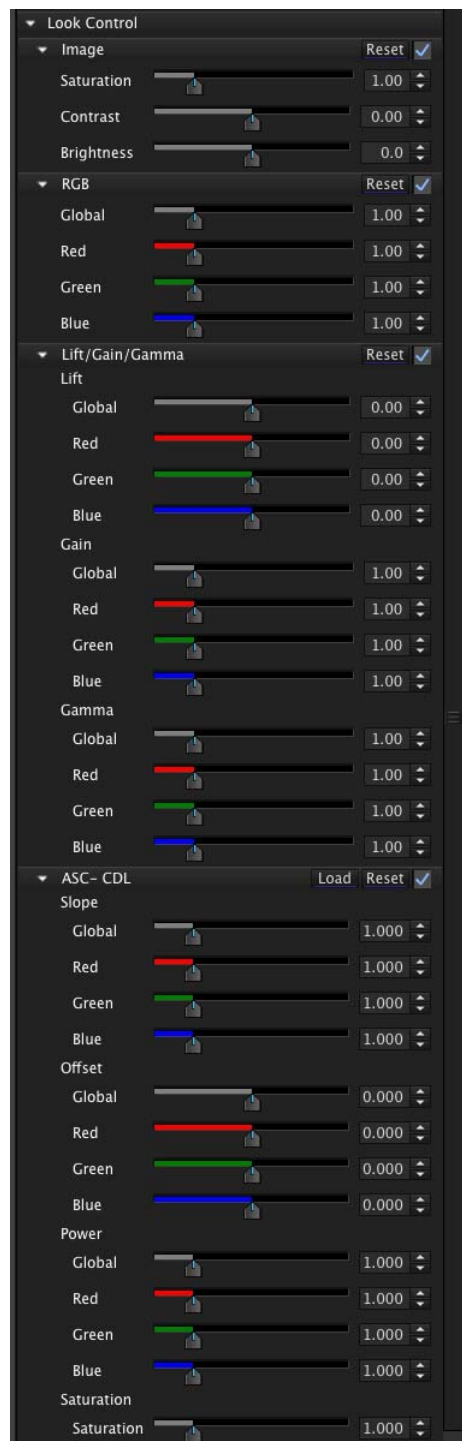 Look Control
Image Reset
Saturation 1.00
Contrast 0.00
Brightness 0.0
RGB Reset
Global 1.00
Red 1.00
Green 1.00
Blue 1.00
Lift/Gain/Gamma Reset
Lift
Global 0.00
Red 0.00
Green 0.00
Blue 0.00
Gain
Global 1.00
Red 1.00
Green 1.00
Blue 1.00
Gamma
Global 1.00
Red 1.00
Green 1.00
Blue 1.00
ASC- CDL Load Reset
Slope
Global 1.000
Red 1.000
Green 1.000
Blue 1.000
Offset
Global 0.000
Red 0.000
Green 0.000
Blue 0.000
Power
Global 1.000
Red 1.000
Green 1.000
Blue 1.000
Saturation
Saturation 1.000